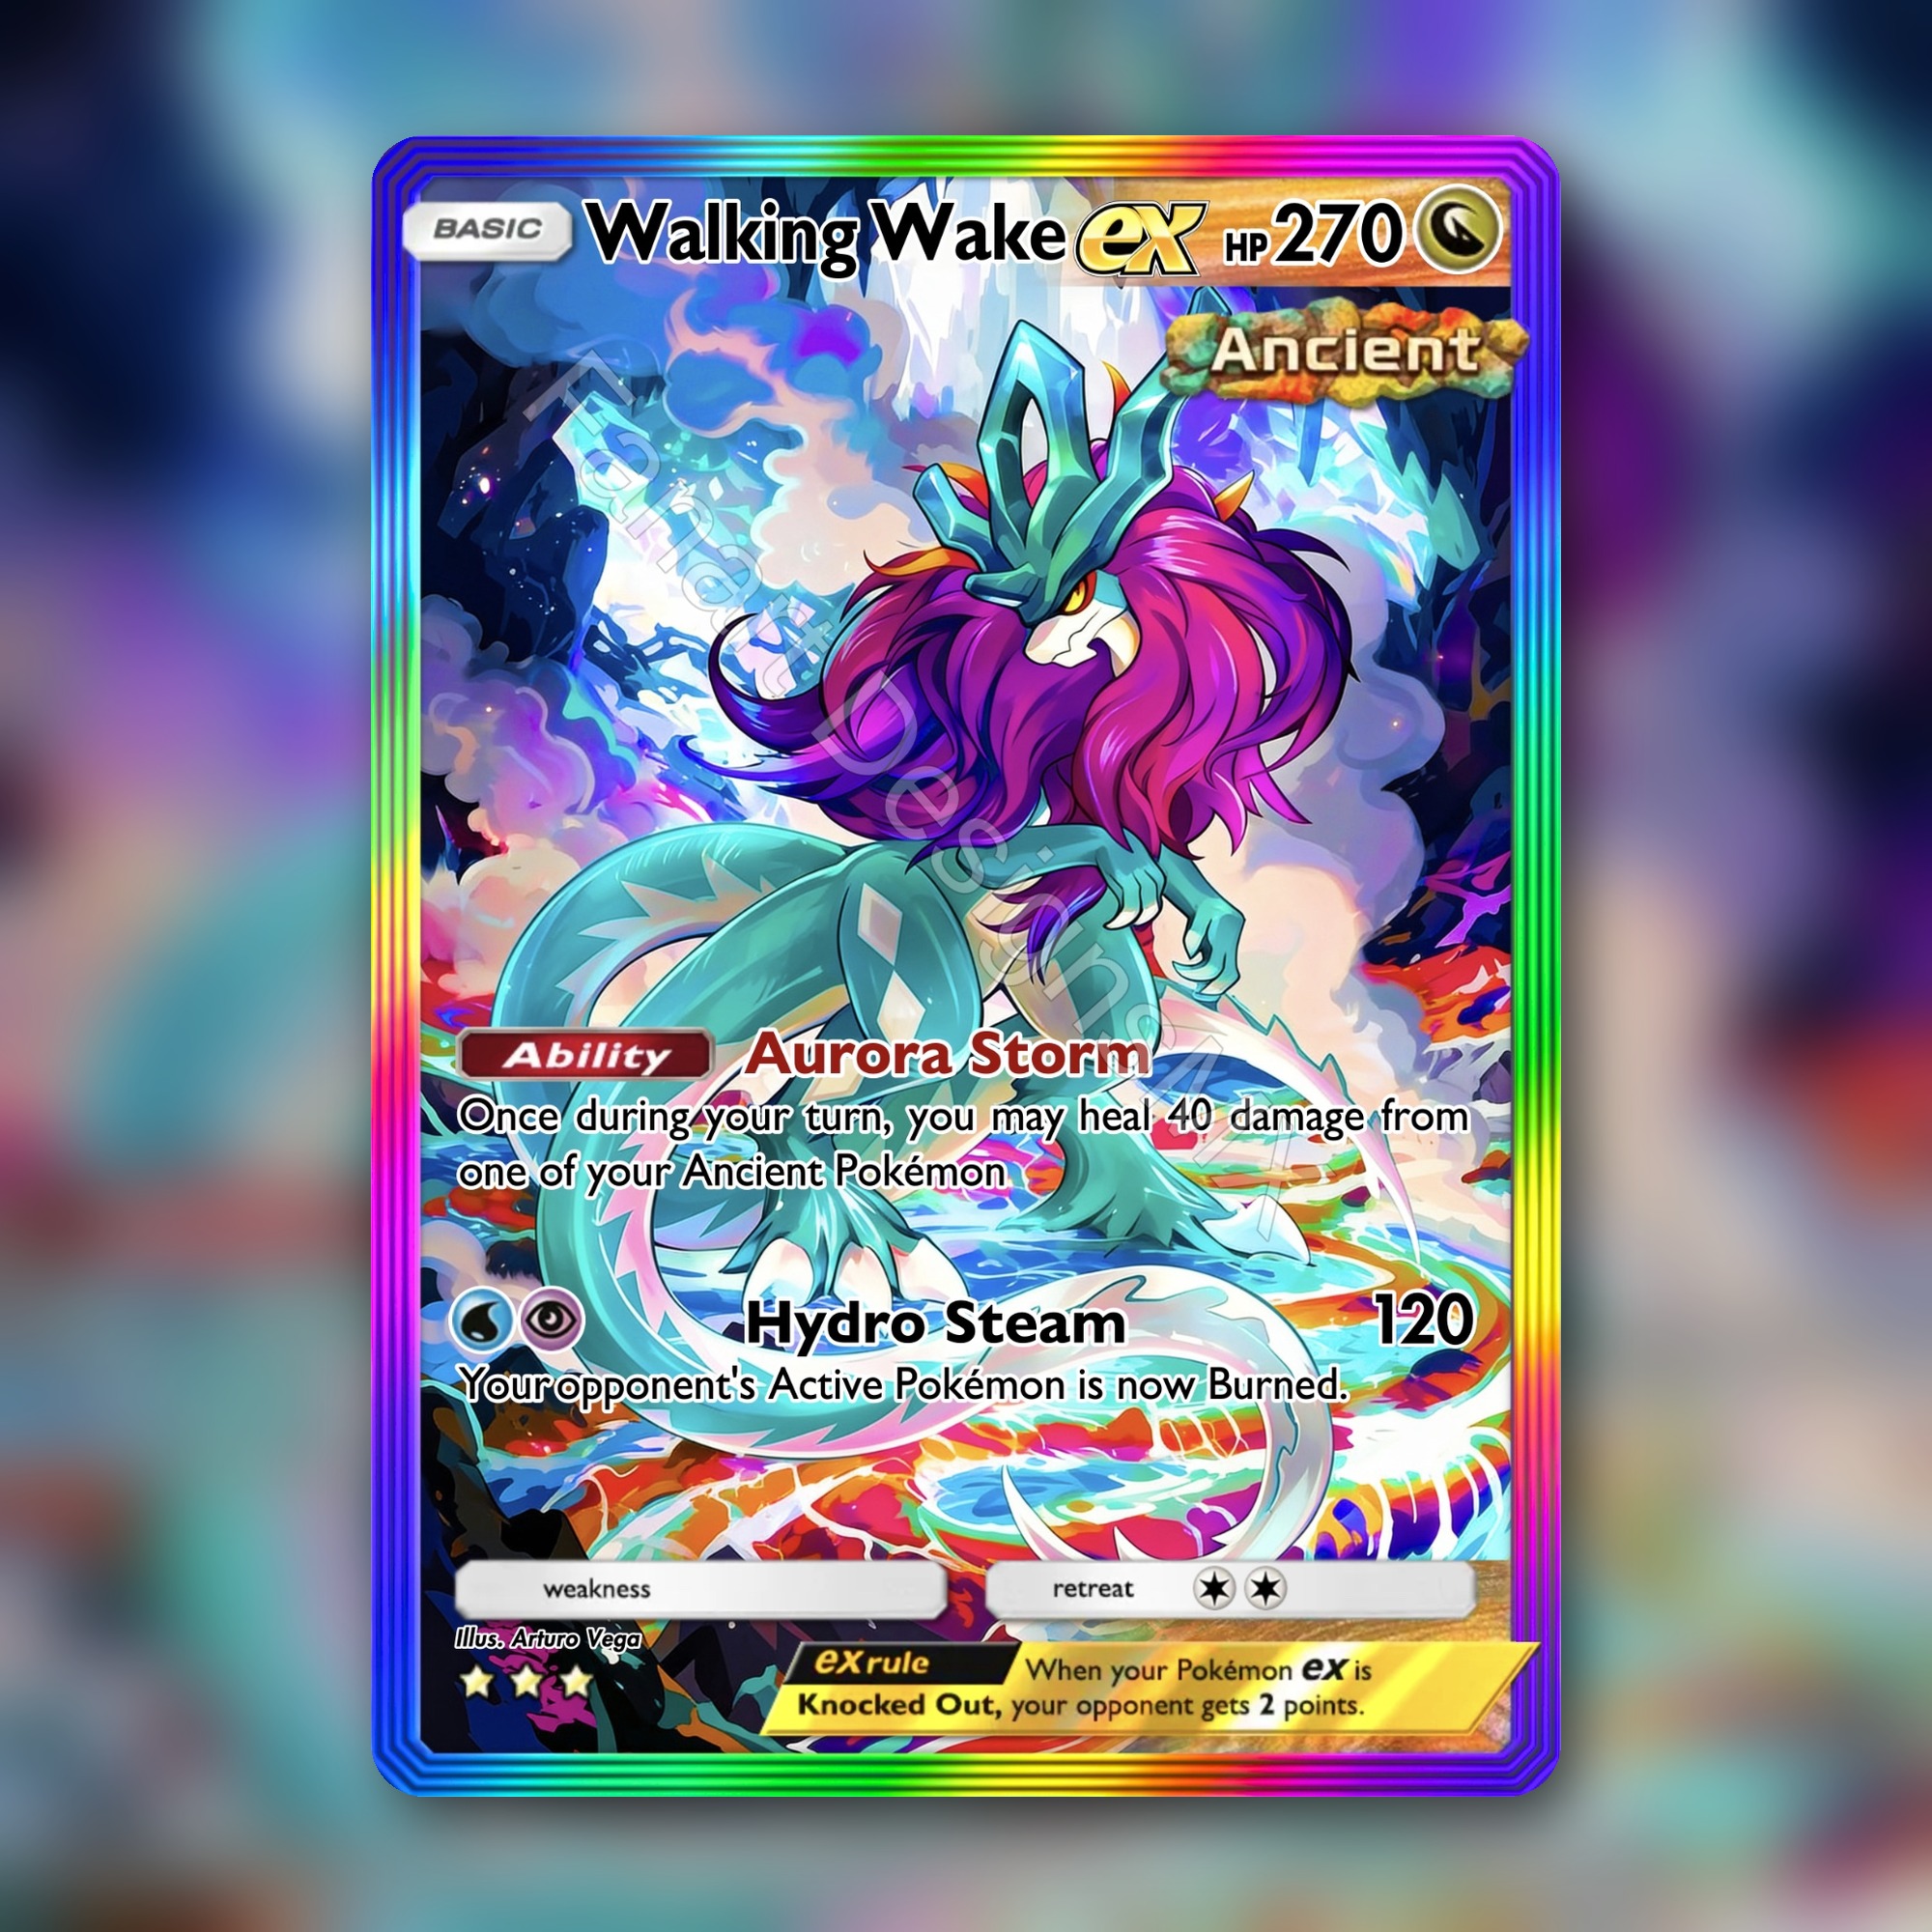 BASIC Walking Wake ex HP 270
Ancient
Fanart DesignsMX
Ability Aurora Storm
Once during your turn, you may heal 40 damage from
one of your Ancient Pokémon
Hydro Steam 120
Your opponent's Active Pokémon is now Burned.
weakness retreat
Illus. Arturo Vega
ex rule When your Pokémon ex is
Knocked Out, your opponent gets 2 points.